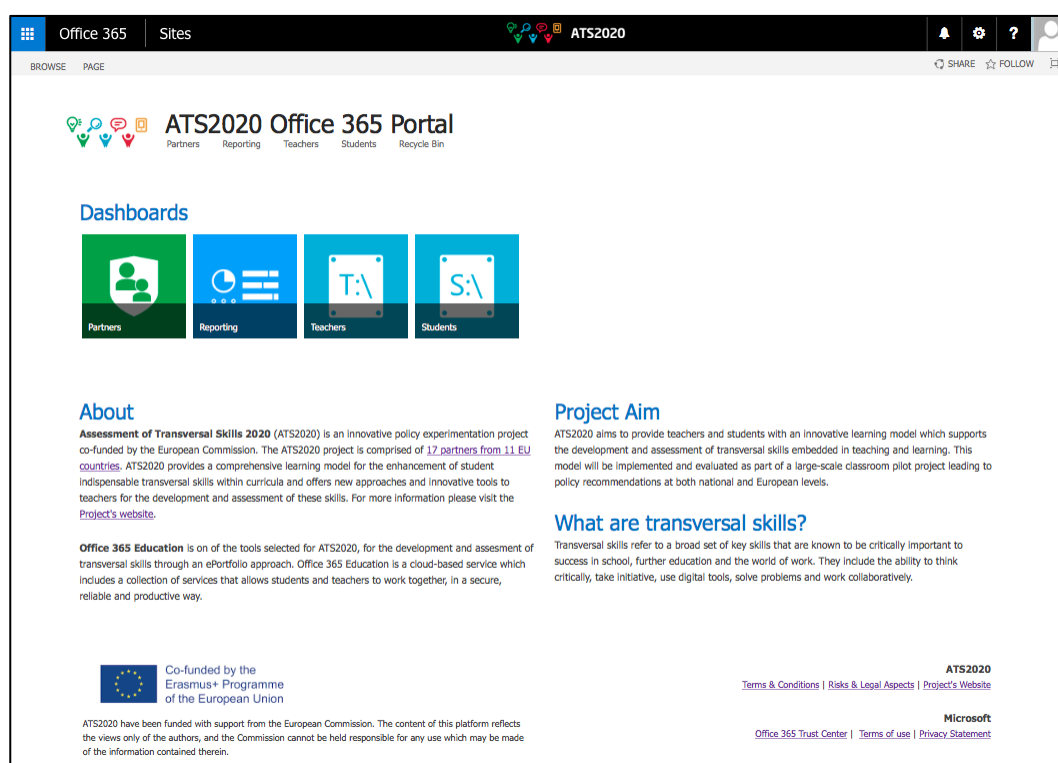 Office 365 Sites ATS2020 ?
BROWSE PAGE SHARE FOLLOW
ATS2020 Office 365 Portal
Partners Reporting Teachers Students Recycle Bin
Dashboards
T:\ S:\
Partners Reporting Teachers Students
About
Assessment of Transversal Skills 2020 (ATS2020) is an innovative policy experimentation project
co-funded by the European Commission. The ATS2020 project is comprised of 17 partners from 11 EU
countries. ATS2020 provides a comprehensive learning model for the enhancement of student
indispensable transversal skills within curricula and offers new approaches and innovative tools to
teachers for the development and assessment of these skills. For more information please visit the
Project's website.
Office 365 Education is on of the tools selected for ATS2020, for the development and assesment of
transversal skills through an ePortfolio approach. Office 365 Education is a cloud-based service which
includes a collection of services that allows students and teachers to work together, in a secure,
reliable and productive way.
Project Aim
ATS2020 aims to provide teachers and students with an innovative learning model which supports
the development and assessment of transversal skills embedded in teaching and learning. This
model will be implemented and evaluated as part of a large-scale classroom pilot project leading to
policy recommendations at both national and European levels.
What are transversal skills?
Transversal skills refer to a broad set of key skills that are known to be critically important to
success in school, further education and the world of work. They include the ability to think
critically, take initiative, use digital tools, solve problems and work collaboratively.
Co-funded by the
Erasmus+ Programme
of the European Union
ATS2020 have been funded with support from the European Commission. The content of this platform reflects
the views only of the authors, and the Commission cannot be held responsible for any use which may be made
of the information contained therein.
ATS2020
Terms & Conditions | Risks & Legal Aspects | Project's Website
Microsoft
Office 365 Trust Center | Terms of use | Privacy Statement